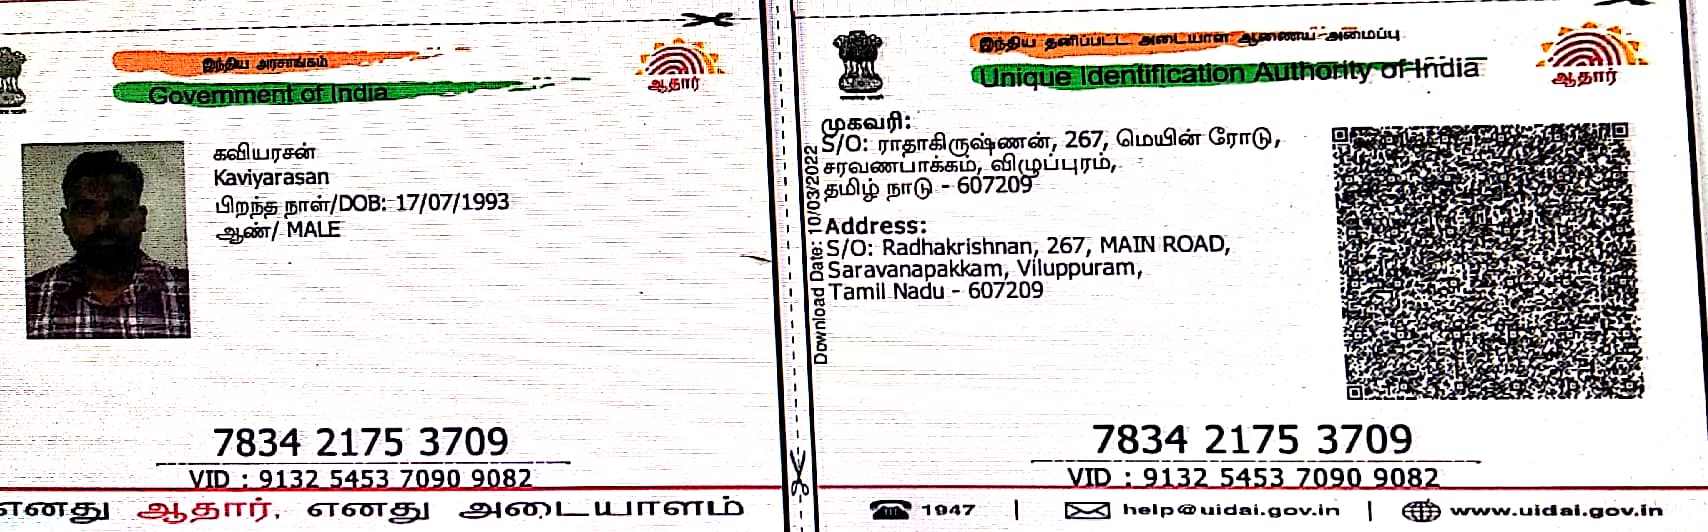 இந்திய அரசாங்கம்
Government of India
ஆதார்
கவியரசன்
Kaviyarasan
பிறந்த நாள்/DOB: 17/07/1993
ஆண்/ MALE
7834 2175 3709
VID : 9132 5453 7090 9082
எனது ஆதார், எனது அடையாளம்
இந்திய தனிப்பட்ட அடையாள ஆணைய அமைப்பு
Unique Identification Authority of India
ஆதார்
Download Date: 10/03/2022
முகவரி:
S/O: ராதாகிருஷ்ணன், 267, மெயின் ரோடு,
சரவணபாக்கம், விழுப்புரம்,
தமிழ் நாடு - 607209
Address:
S/O: Radhakrishnan, 267, MAIN ROAD,
Saravanapakkam, Viluppuram,
Tamil Nadu - 607209
7834 2175 3709
VID : 9132 5453 7090 9082
1947 | help@uidai.gov.in | www.uidai.gov.in